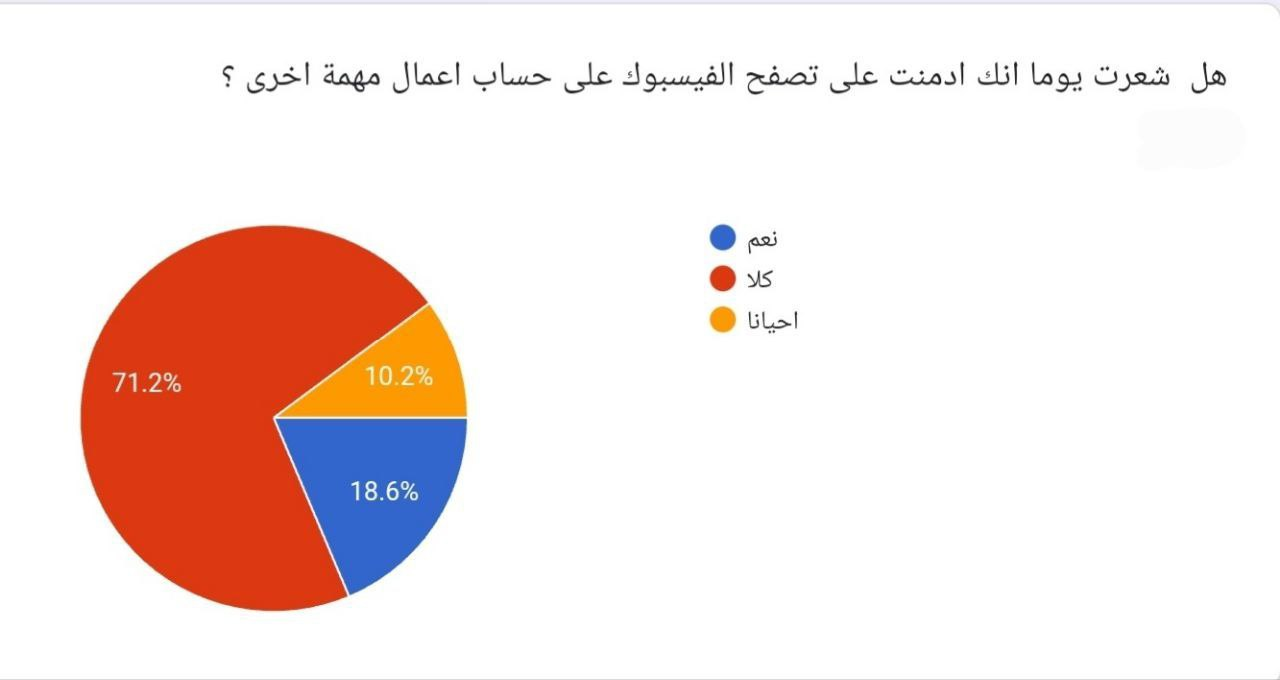 هل شعرت يوما انك ادمنت على تصفح الفيسبوك على حساب اعمال مهمة اخرى ؟
نعم
كلا
احيانا
71.2%
10.2%
18.6%